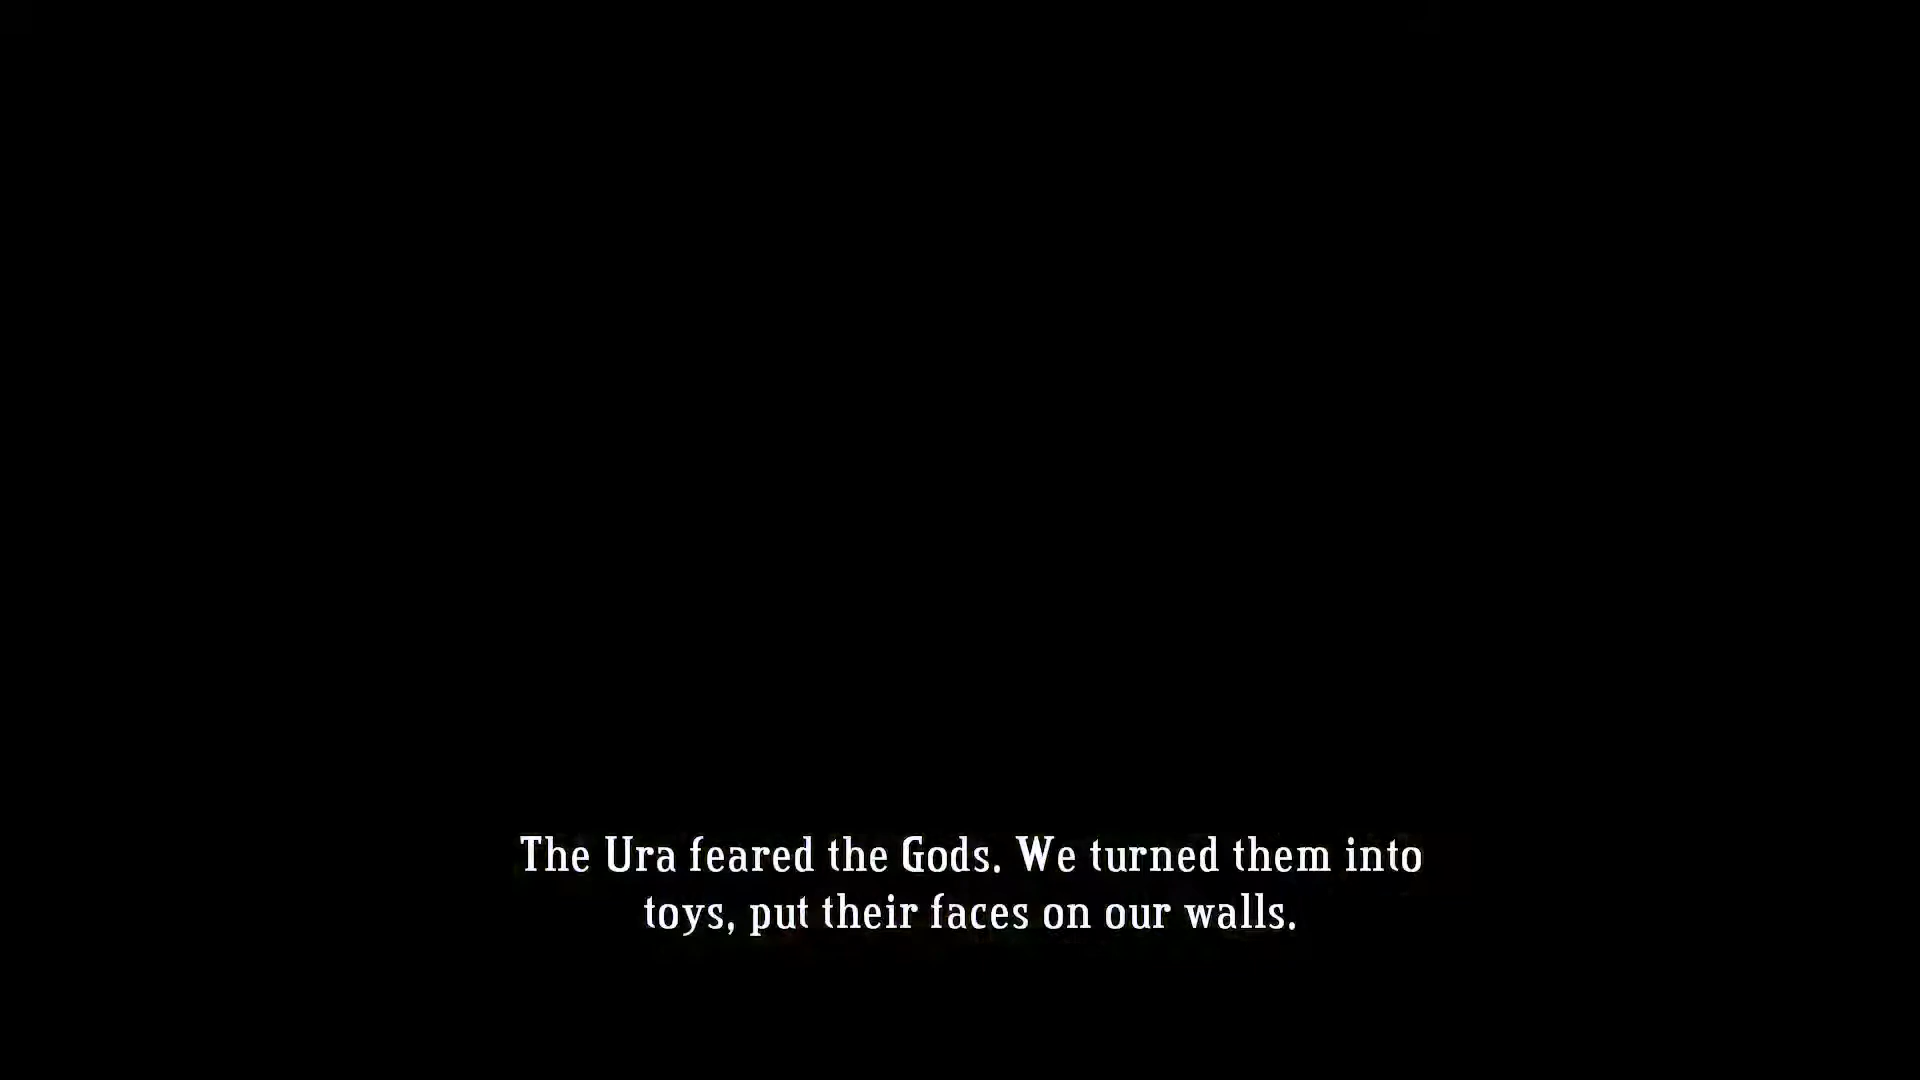 The Ura feared the Gods. We turned them into
toys, put their faces on our walls.